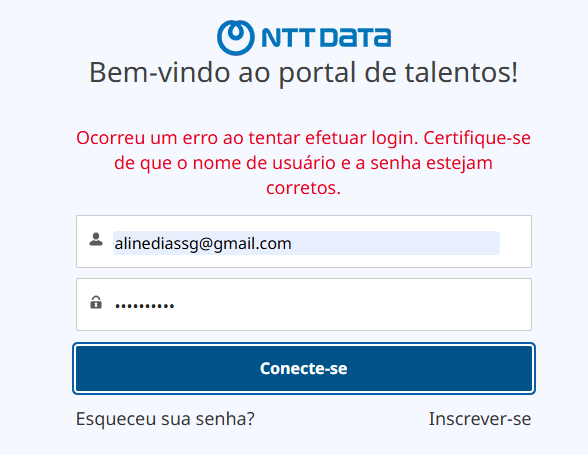 NTT DATA
Bem-vindo ao portal de talentos!
Ocorreu um erro ao tentar efetuar login. Certifique-se
de que o nome de usuário e a senha estejam
corretos.
alinediassg@gmail.com
••••••••••
Conecte-se
Esqueceu sua senha? Inscrever-se